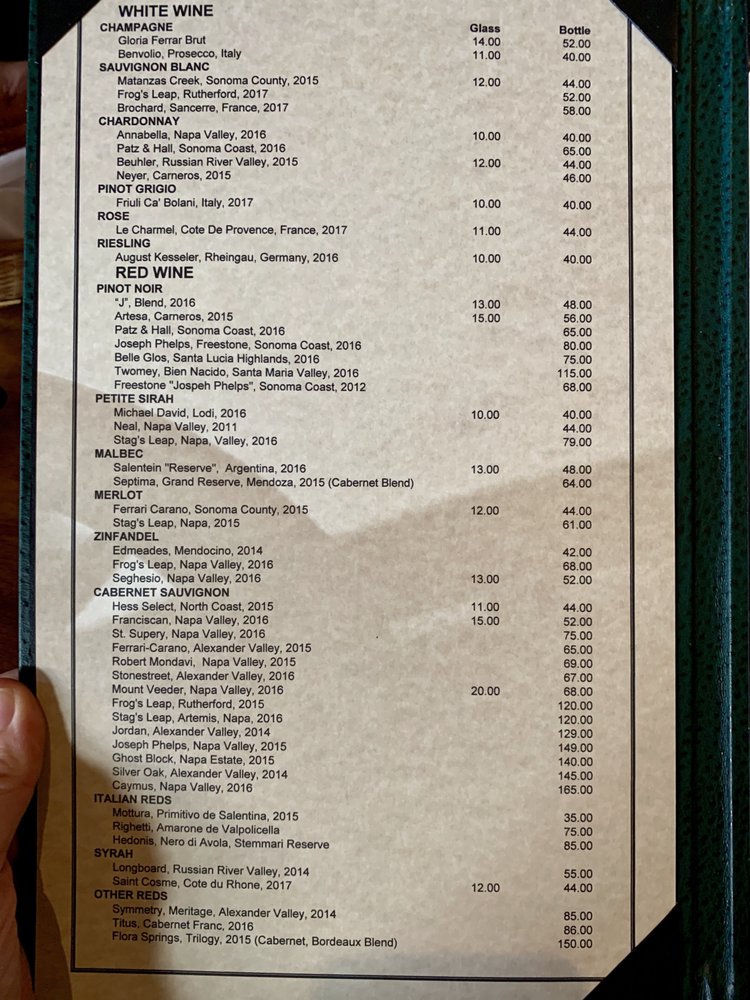 WHITE WINE
CHAMPAGNE Glass Bottle
Gloria Ferrar Brut 14.00 52.00
Benvolio, Prosecco, Italy 11.00 40.00
SAUVIGNON BLANC
Matanzas Creek, Sonoma County, 2015 12.00 44.00
Frog's Leap, Rutherford, 2017 52.00
Brochard, Sancerre, France, 2017 58.00
CHARDONNAY
Annabella, Napa Valley, 2016 10.00 40.00
Patz & Hall, Sonoma Coast, 2016 65.00
Beuhler, Russian River Valley, 2015 12.00 44.00
Neyer, Carneros, 2015 46.00
PINOT GRIGIO
Friuli Ca' Bolani, Italy, 2017 10.00 40.00
ROSE
Le Charmel, Cote De Provence, France, 2017 11.00 44.00
RIESLING
August Kesseler, Rheingau, Germany, 2016 10.00 40.00
RED WINE
PINOT NOIR
"J", Blend, 2016 13.00 48.00
Artesa, Carneros, 2015 15.00 56.00
Patz & Hall, Sonoma Coast, 2016 65.00
Joseph Phelps, Freestone, Sonoma Coast, 2016 80.00
Belle Glos, Santa Lucia Highlands, 2016 75.00
Twomey, Bien Nacido, Santa Maria Valley, 2016 115.00
Freestone "Jospeh Phelps", Sonoma Coast, 2012 68.00
PETITE SIRAH
Michael David, Lodi, 2016 10.00 40.00
Neal, Napa Valley, 2011 44.00
Stag's Leap, Napa, Valley, 2016 79.00
MALBEC
Salentein "Reserve", Argentina, 2016 13.00 48.00
Septima, Grand Reserve, Mendoza, 2015 (Cabernet Blend) 64.00
MERLOT
Ferrari Carano, Sonoma County, 2015 12.00 44.00
Stag's Leap, Napa, 2015 61.00
ZINFANDEL
Edmeades, Mendocino, 2014 42.00
Frog's Leap, Napa Valley, 2016 68.00
Seghesio, Napa Valley, 2016 13.00 52.00
CABERNET SAUVIGNON
Hess Select, North Coast, 2015 11.00 44.00
Franciscan, Napa Valley, 2016 15.00 52.00
St. Supery, Napa Valley, 2016 75.00
Ferrari-Carano, Alexander Valley, 2015 65.00
Robert Mondavi, Napa Valley, 2015 69.00
Stonestreet, Alexander Valley, 2016 67.00
Mount Veeder, Napa Valley, 2016 20.00 68.00
Frog's Leap, Rutherford, 2015 120.00
Stag's Leap, Artemis, Napa, 2016 120.00
Jordan, Alexander Valley, 2014 129.00
Joseph Phelps, Napa Valley, 2015 149.00
Ghost Block, Napa Estate, 2015 140.00
Silver Oak, Alexander Valley, 2014 145.00
Caymus, Napa Valley, 2016 165.00
ITALIAN REDS
Mottura, Primitivo de Salentina, 2015 35.00
Righetti, Amarone de Valpolicella 75.00
Hedonis, Nero di Avola, Stemmari Reserve 85.00
SYRAH
Longboard, Russian River Valley, 2014 55.00
Saint Cosme, Cote du Rhone, 2017 12.00 44.00
OTHER REDS
Symmetry, Meritage, Alexander Valley, 2014 85.00
Titus, Cabernet Franc, 2016 86.00
Flora Springs, Trilogy, 2015 (Cabernet, Bordeaux Blend) 150.00